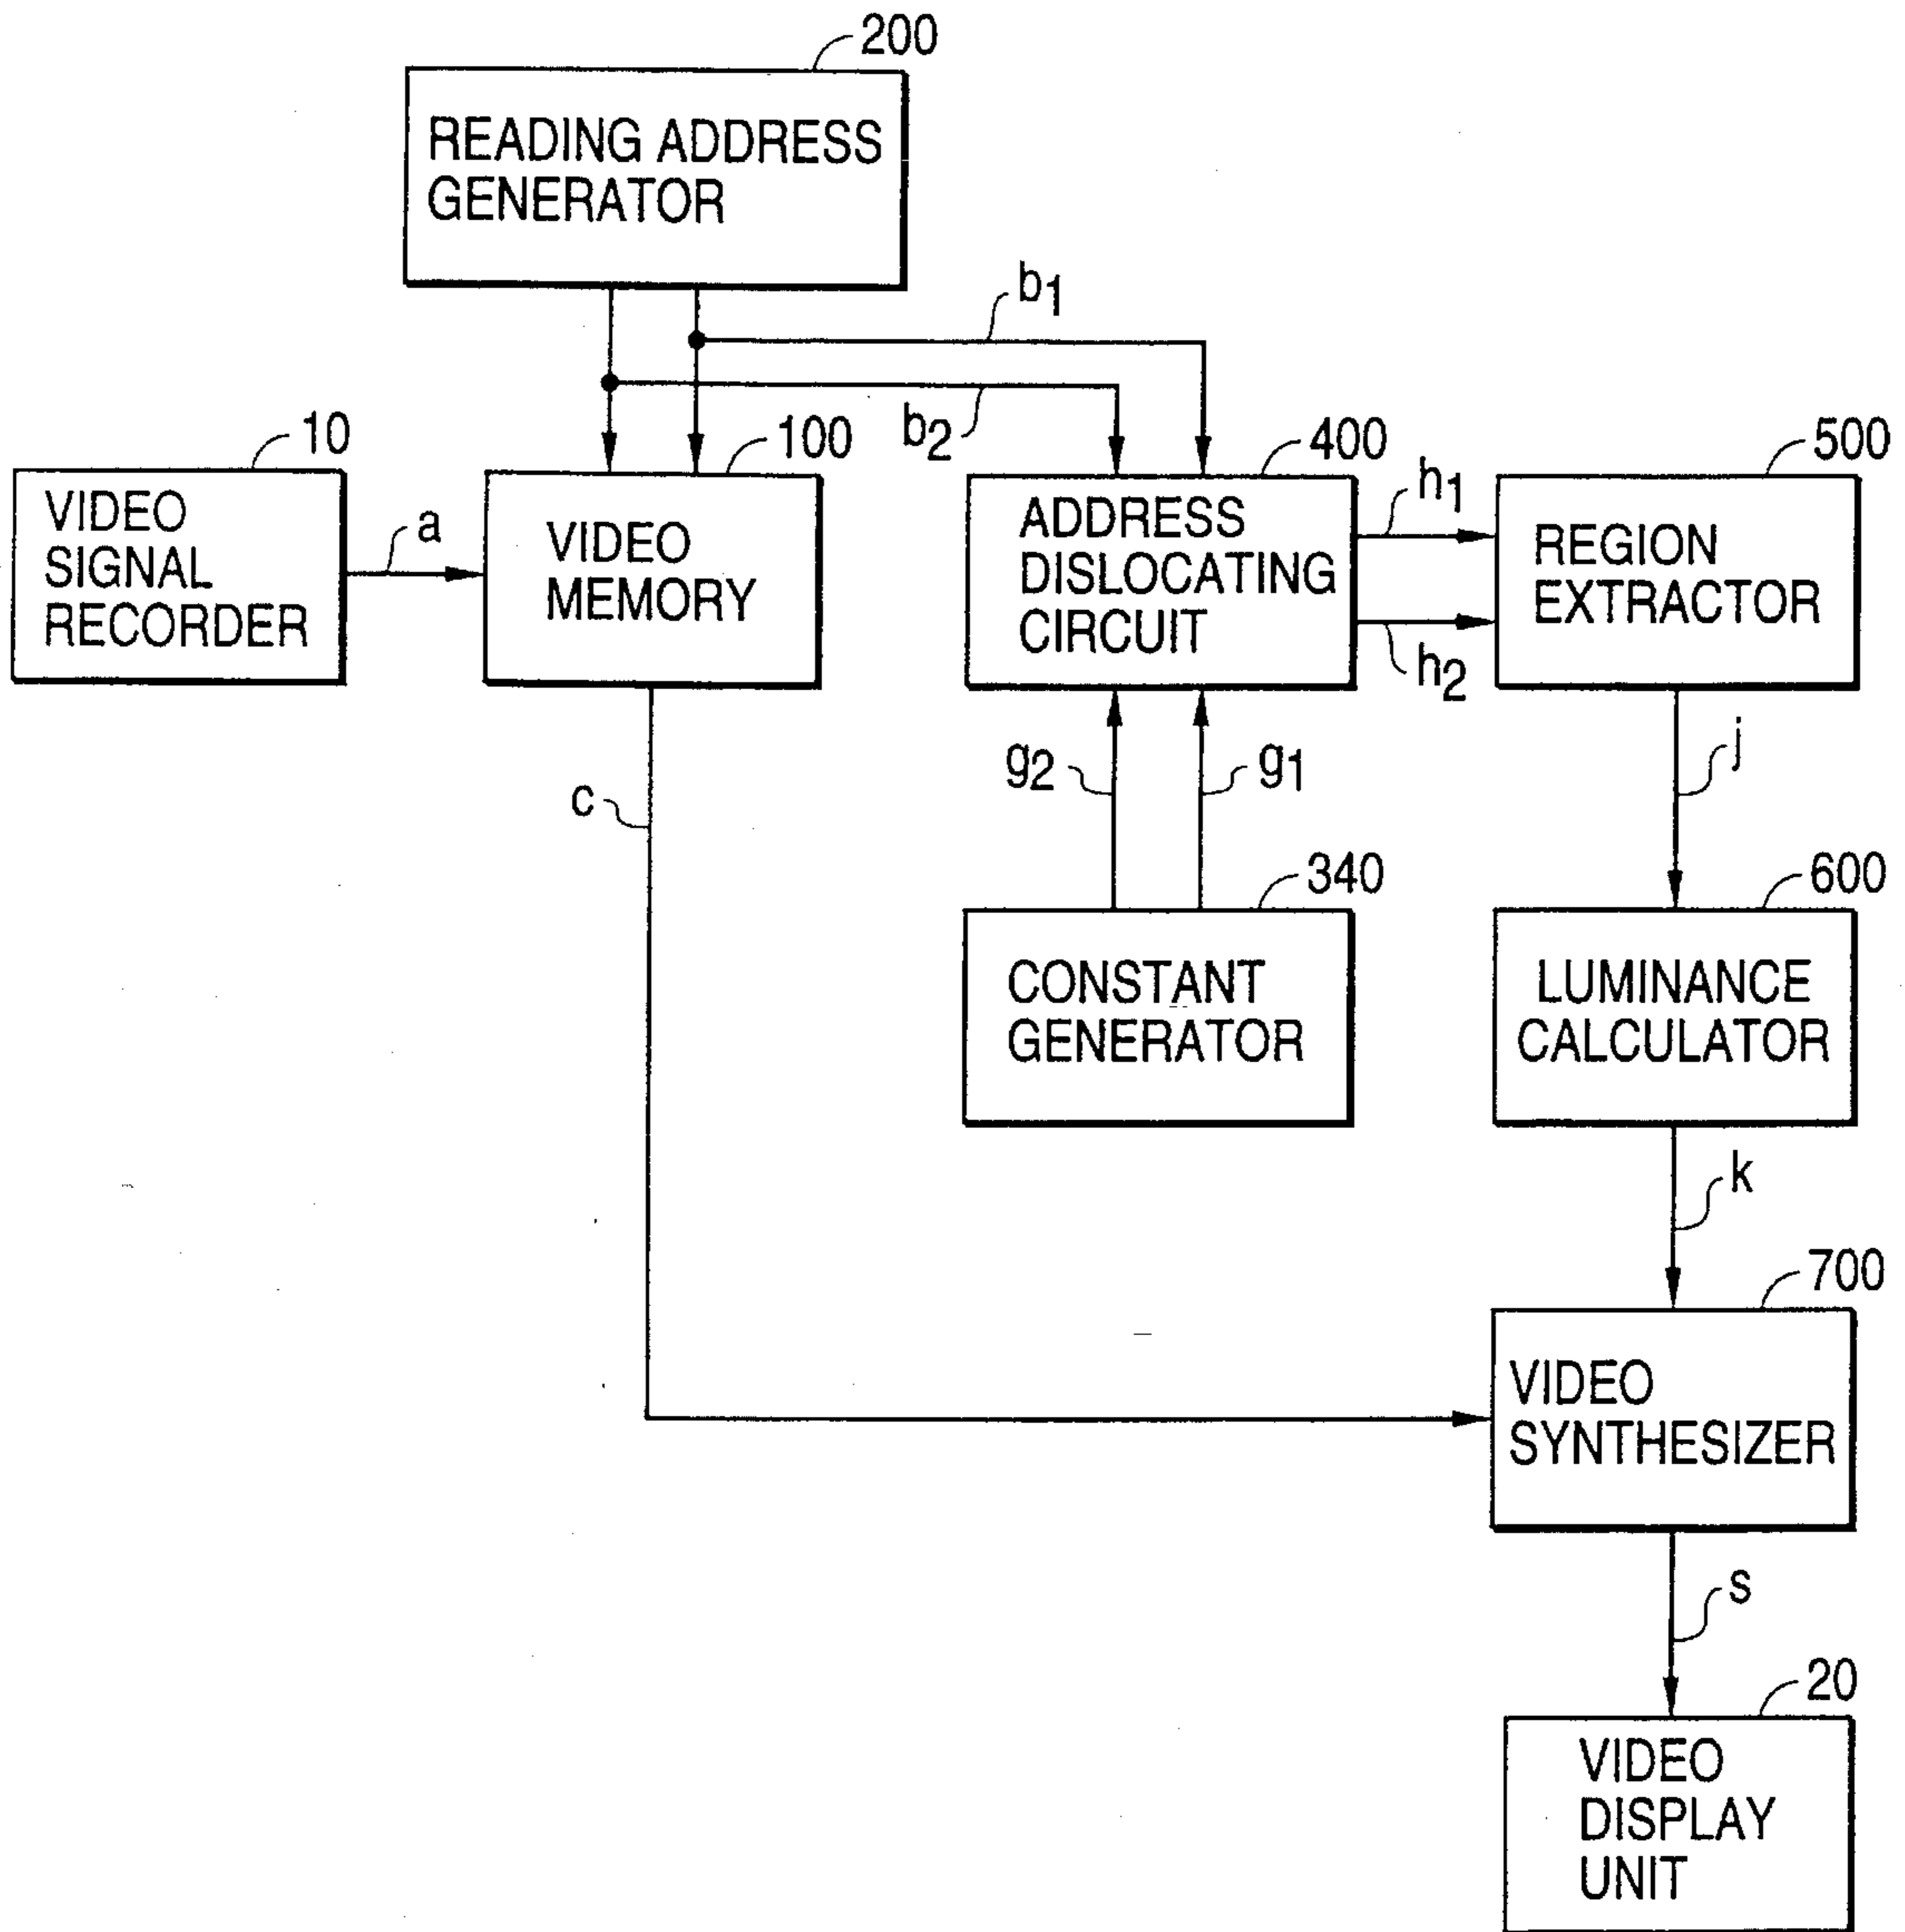 200
READING ADDRESS
GENERATOR
b1
b2
10
VIDEO
SIGNAL
RECORDER
a
100
VIDEO
MEMORY
400
ADDRESS
DISLOCATING
CIRCUIT
h1
h2
500
REGION
EXTRACTOR
g2
g1
j
c
340
CONSTANT
GENERATOR
600
LUMINANCE
CALCULATOR
k
700
VIDEO
SYNTHESIZER
s
20
VIDEO
DISPLAY
UNIT